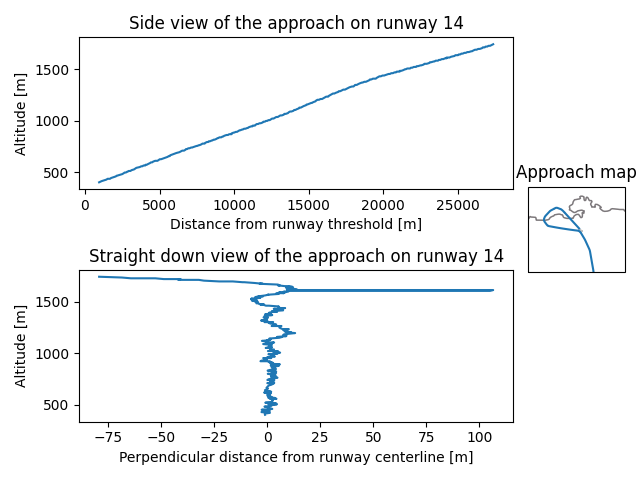 Side view of the approach on runway 14
Altitude [m]
1500
1000
500
0
5000
10000
15000
20000
25000
Distance from runway threshold [m]
Approach map
Straight down view of the approach on runway 14
Altitude [m]
1500
1000
500
−75
−50
−25
0
25
50
75
100
Perpendicular distance from runway centerline [m]